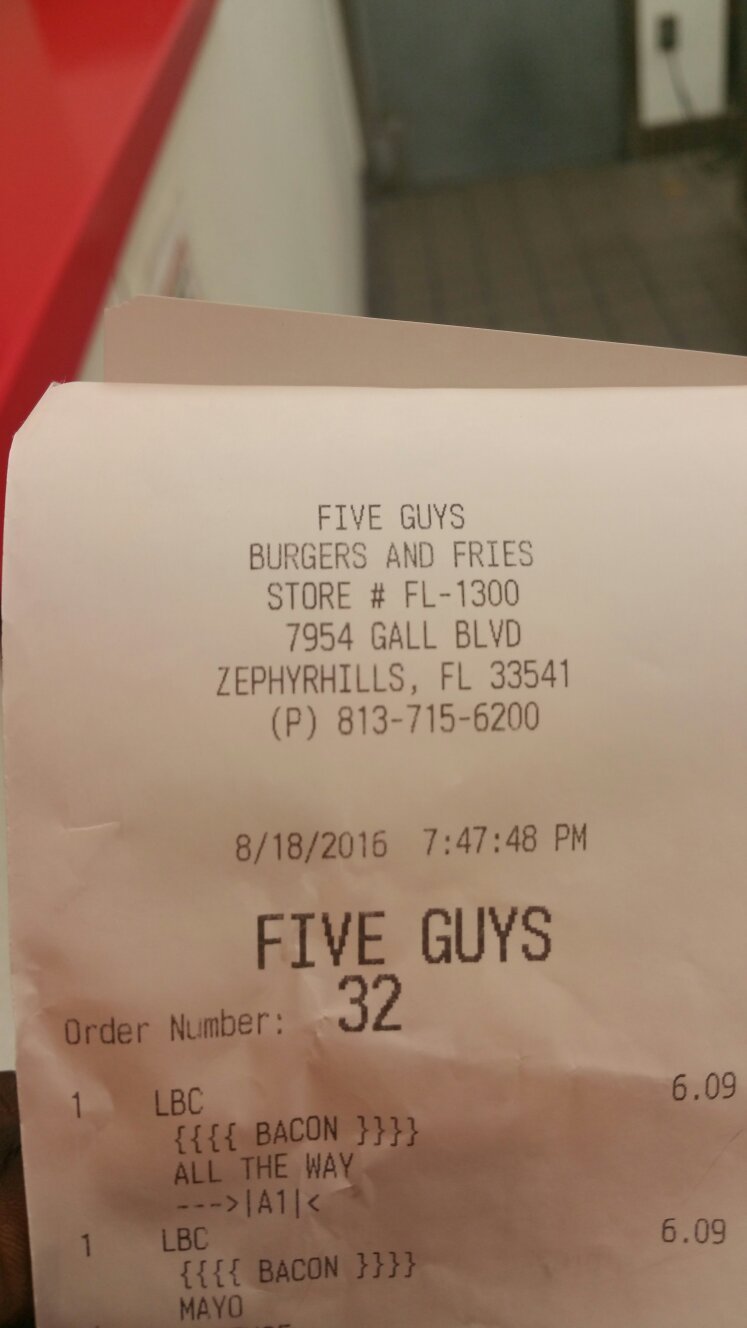 FIVE GUYS
BURGERS AND FRIES
STORE # FL-1300
7954 GALL BLVD
ZEPHYRHILLS, FL 33541
(P) 813-715-6200
8/18/2016 7:47:48 PM
FIVE GUYS
Order Number: 32
1 LBC 6.09
{{{{ BACON }}}}
ALL THE WAY
--->|A1|<
1 LBC 6.09
{{{{ BACON }}}}
MAYO